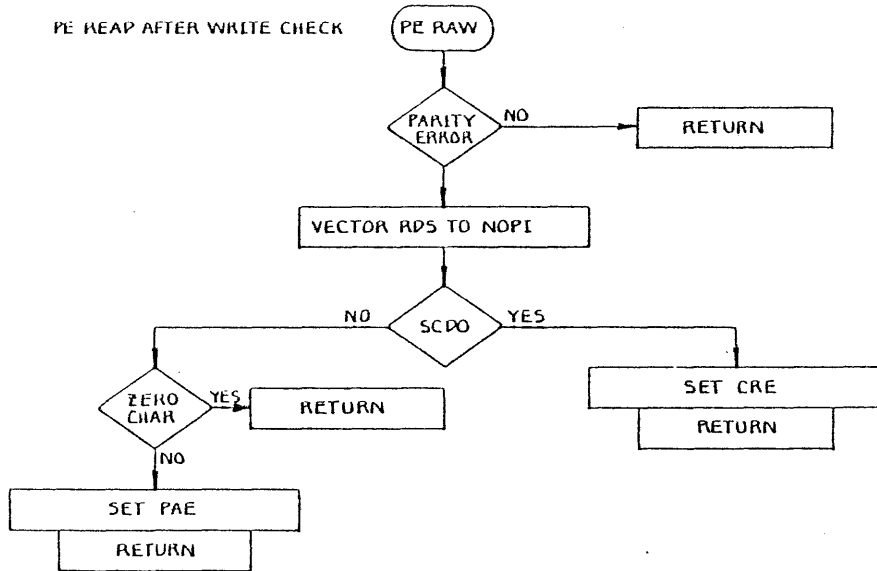 PE READ AFTER WRITE CHECK
PE RAW
PARITY
ERROR
NO
RETURN
VECTOR RDS TO NOPI
SCDO
NO
YES
ZERO
CHAR
YES
RETURN
SET CRE
RETURN
NO
SET PAE
RETURN